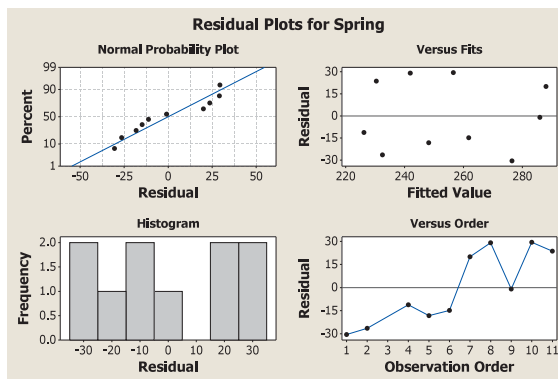 Residual Plots for Spring
Normal Probability Plot
Percent
99
90
50
10
1
-50 -25 0 25 50
Residual
Versus Fits
Residual
30
15
0
-15
-30
220 240 260 280
Fitted Value
Histogram
Frequency
2.0
1.5
1.0
0.5
0.0
-30 -20 -10 0 10 20 30
Residual
Versus Order
Residual
30
15
0
-15
-30
1 2 3 4 5 6 7 8 9 10 11
Observation Order